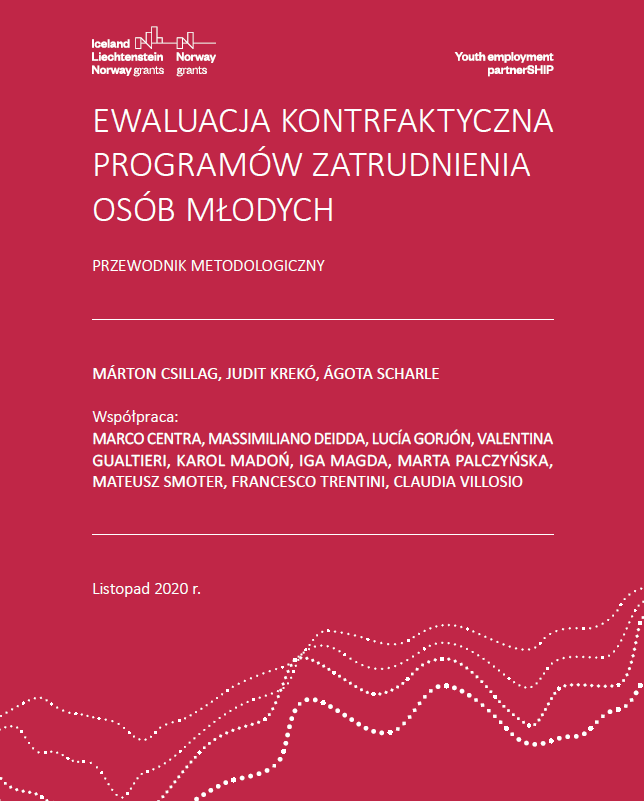 Iceland
Liechtenstein
Norway grants
Norway
grants
Youth employment
partnerSHIP
EWALUACJA KONTRFAKTYCZNA
PROGRAMÓW ZATRUDNIENIA
OSÓB MŁODYCH
PRZEWODNIK METODOLOGICZNY
MÁRTON CSILLAG, JUDIT KREKÓ, ÁGOTA SCHARLE
Współpraca:
MARCO CENTRA, MASSIMILIANO DEIDDA, LUCÍA GORJÓN, VALENTINA
GUALTIERI, KAROL MADOŃ, IGA MAGDA, MARTA PALCZYŃSKA,
MATEUSZ SMOTER, FRANCESCO TRENTINI, CLAUDIA VILLOSIO
Listopad 2020 r.